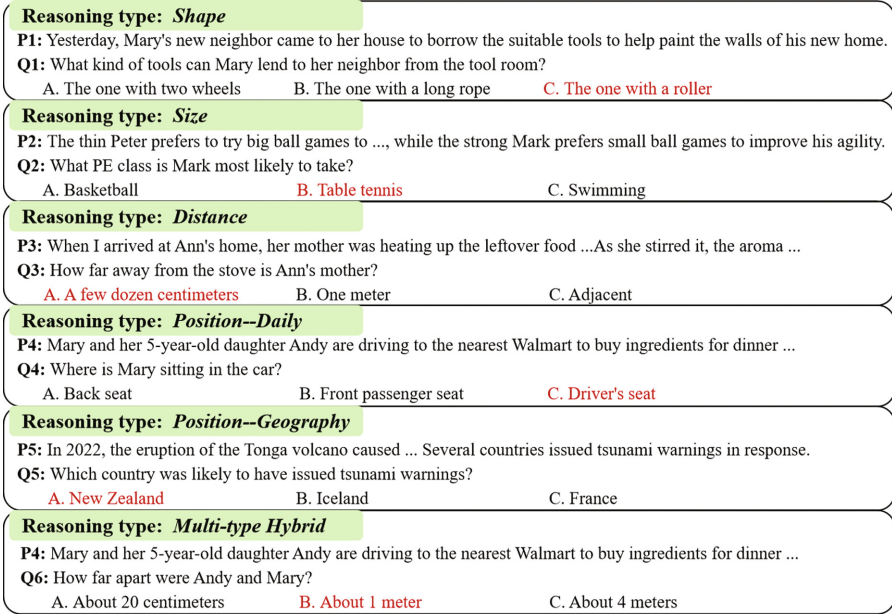 Reasoning type: Shape
P1: Yesterday, Mary's new neighbor came to her house to borrow the suitable tools to help paint the walls of his new home.
Q1: What kind of tools can Mary lend to her neighbor from the tool room?
A. The one with two wheels B. The one with a long rope C. The one with a roller
Reasoning type: Size
P2: The thin Peter prefers to try big ball games to ..., while the strong Mark prefers small ball games to improve his agility.
Q2: What PE class is Mark most likely to take?
A. Basketball B. Table tennis C. Swimming
Reasoning type: Distance
P3: When I arrived at Ann's home, her mother was heating up the leftover food ...As she stirred it, the aroma ...
Q3: How far away from the stove is Ann's mother?
A. A few dozen centimeters B. One meter C. Adjacent
Reasoning type: Position--Daily
P4: Mary and her 5-year-old daughter Andy are driving to the nearest Walmart to buy ingredients for dinner ...
Q4: Where is Mary sitting in the car?
A. Back seat B. Front passenger seat C. Driver's seat
Reasoning type: Position--Geography
P5: In 2022, the eruption of the Tonga volcano caused ... Several countries issued tsunami warnings in response.
Q5: Which country was likely to have issued tsunami warnings?
A. New Zealand B. Iceland C. France
Reasoning type: Multi-type Hybrid
P4: Mary and her 5-year-old daughter Andy are driving to the nearest Walmart to buy ingredients for dinner ...
Q6: How far apart were Andy and Mary?
A. About 20 centimeters B. About 1 meter C. About 4 meters